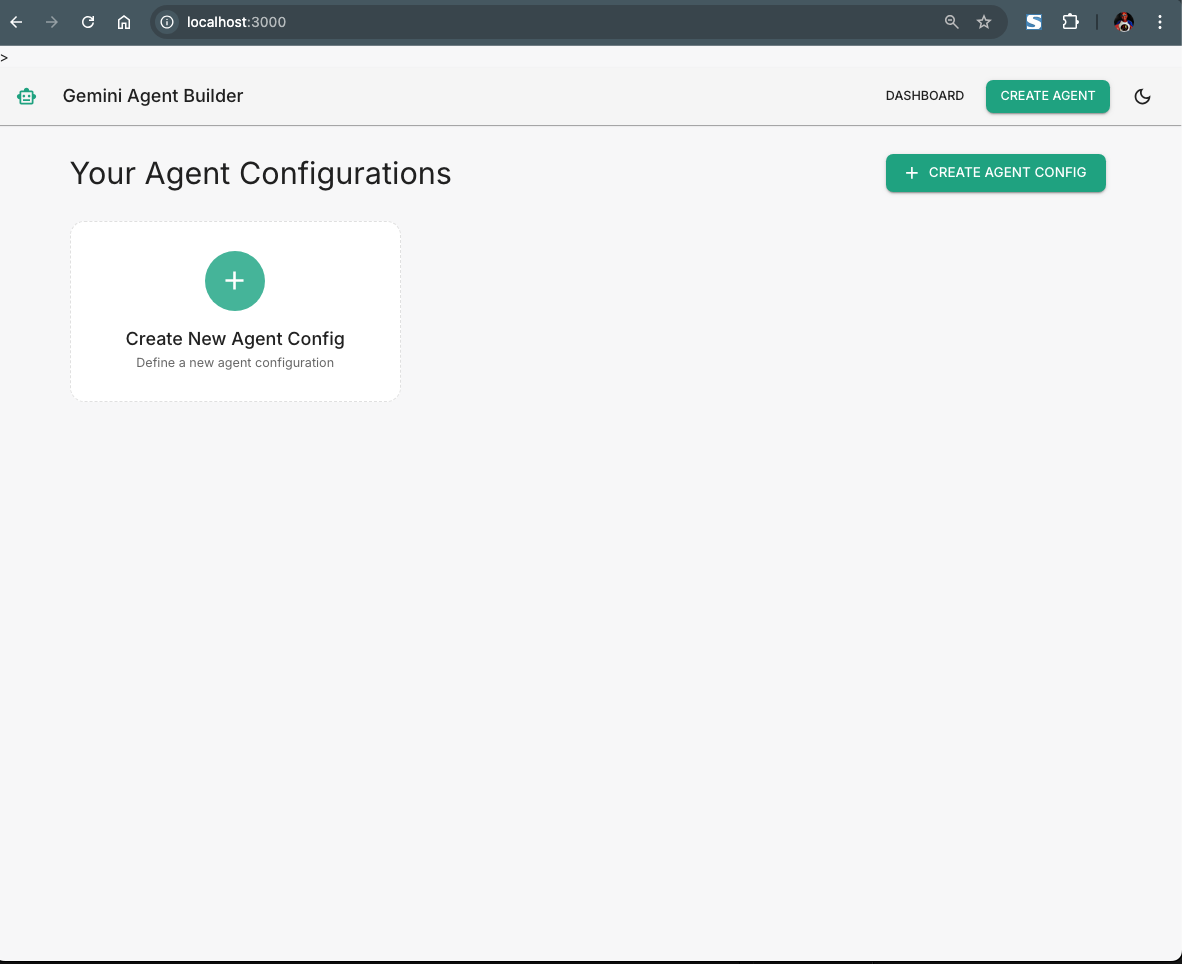 localhost:3000
>
Gemini Agent Builder
DASHBOARD
CREATE AGENT
Your Agent Configurations
CREATE AGENT CONFIG
Create New Agent Config
Define a new agent configuration